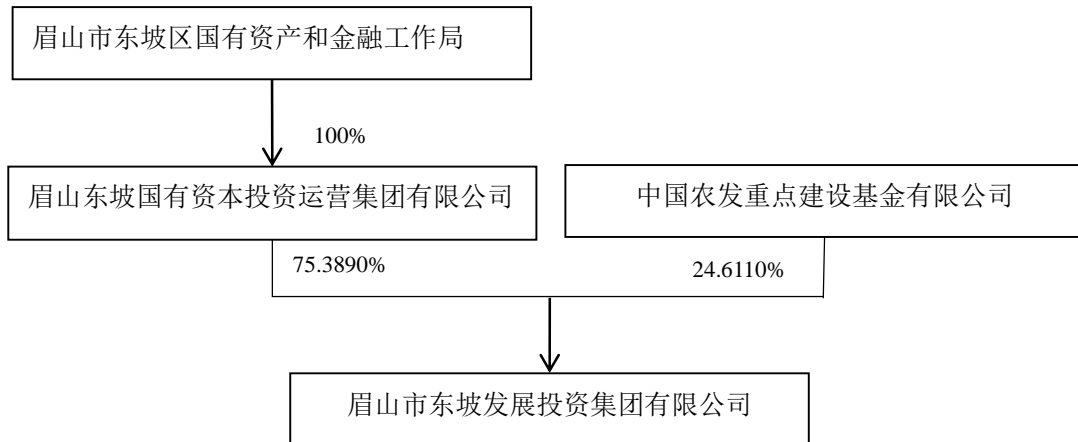 眉山市东坡区国有资产和金融工作局
100%
眉山东坡国有资本投资运营集团有限公司
中国农发重点建设基金有限公司
75.3890%
24.6110%
眉山市东坡发展投资集团有限公司